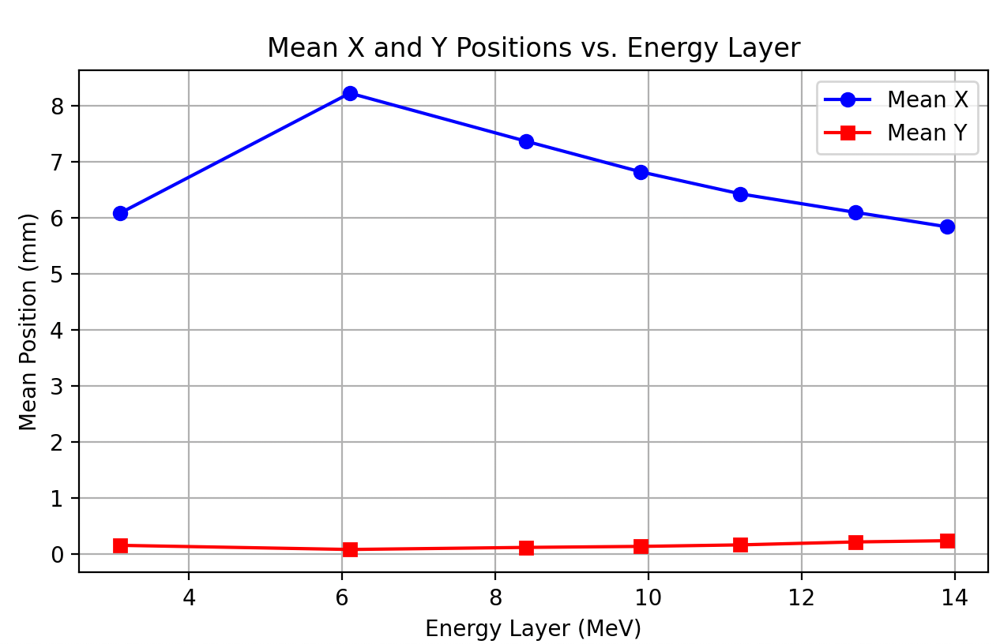 Mean X and Y Positions vs. Energy Layer
Mean X
Mean Y
Mean Position (mm)
8
7
6
5
4
3
2
1
0
4 6 8 10 12 14
Energy Layer (MeV)